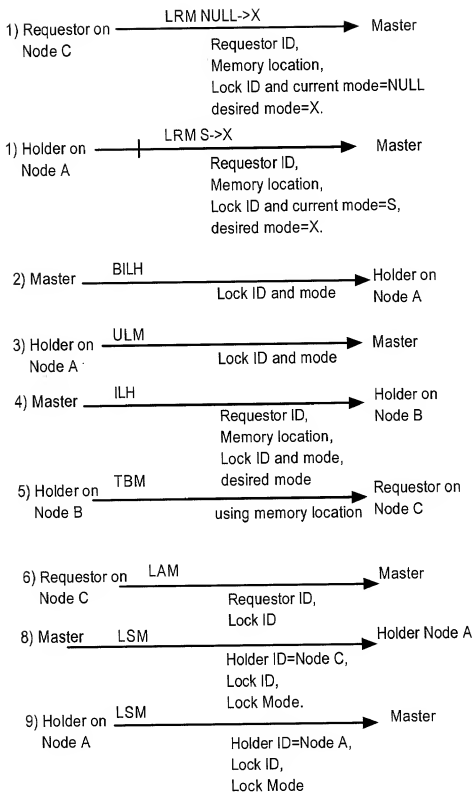 1) Requestor on Node C LRM NULL->X Master
Requestor ID,
Memory location,
Lock ID and current mode=NULL
desired mode=X.
1) Holder on Node A LRM S->X Master
Requestor ID,
Memory location,
Lock ID and current mode=S,
desired mode=X.
2) Master BILH Holder on Node A
Lock ID and mode
3) Holder on Node A ULM Master
Lock ID and mode
4) Master ILH Holder on Node B
Requestor ID,
Memory location,
Lock ID and mode,
desired mode
5) Holder on Node B TBM Requestor on Node C
using memory location
6) Requestor on Node C LAM Master
Requestor ID,
Lock ID
8) Master LSM Holder Node A
Holder ID=Node C,
Lock ID,
Lock Mode.
9) Holder on Node A LSM Master
Holder ID=Node A,
Lock ID,
Lock Mode